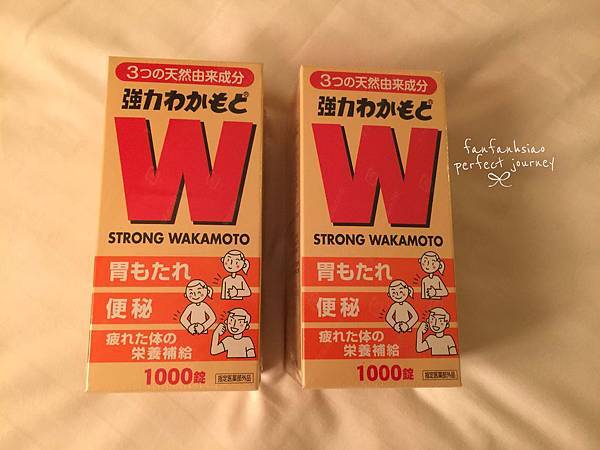 3つの天然由来成分
強力わかもと®
W
STRONG WAKAMOTO
胃もたれ
便秘
疲れた体の
栄養補給
1000錠
指定医薬部外品
3つの天然由来成分
強力わかもと®
W
STRONG WAKAMOTO
胃もたれ
便秘
疲れた体の
栄養補給
1000錠
指定医薬部外品
fanfanhsiao
perfect journey